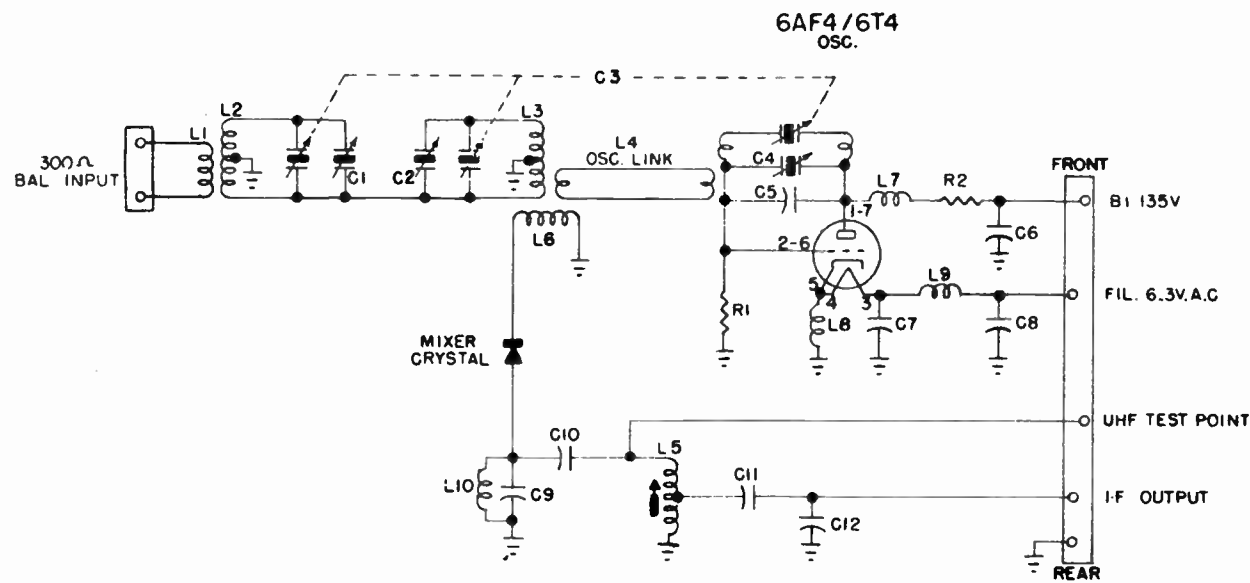 6AF4/6T4
OSC.
C3
L1
L2
L3
L4
OSC. LINK
300Ω
BAL INPUT
C1
C2
C4
C5
1-7
L7
R2
FRONT
B+ 135V
C6
L6
2-6
5
4
3
L9
FIL. 6.3V.A.C
R1
L8
C7
C8
MIXER
CRYSTAL
UHF TEST POINT
C10
L5
L10
C9
C11
I-F OUTPUT
C12
REAR